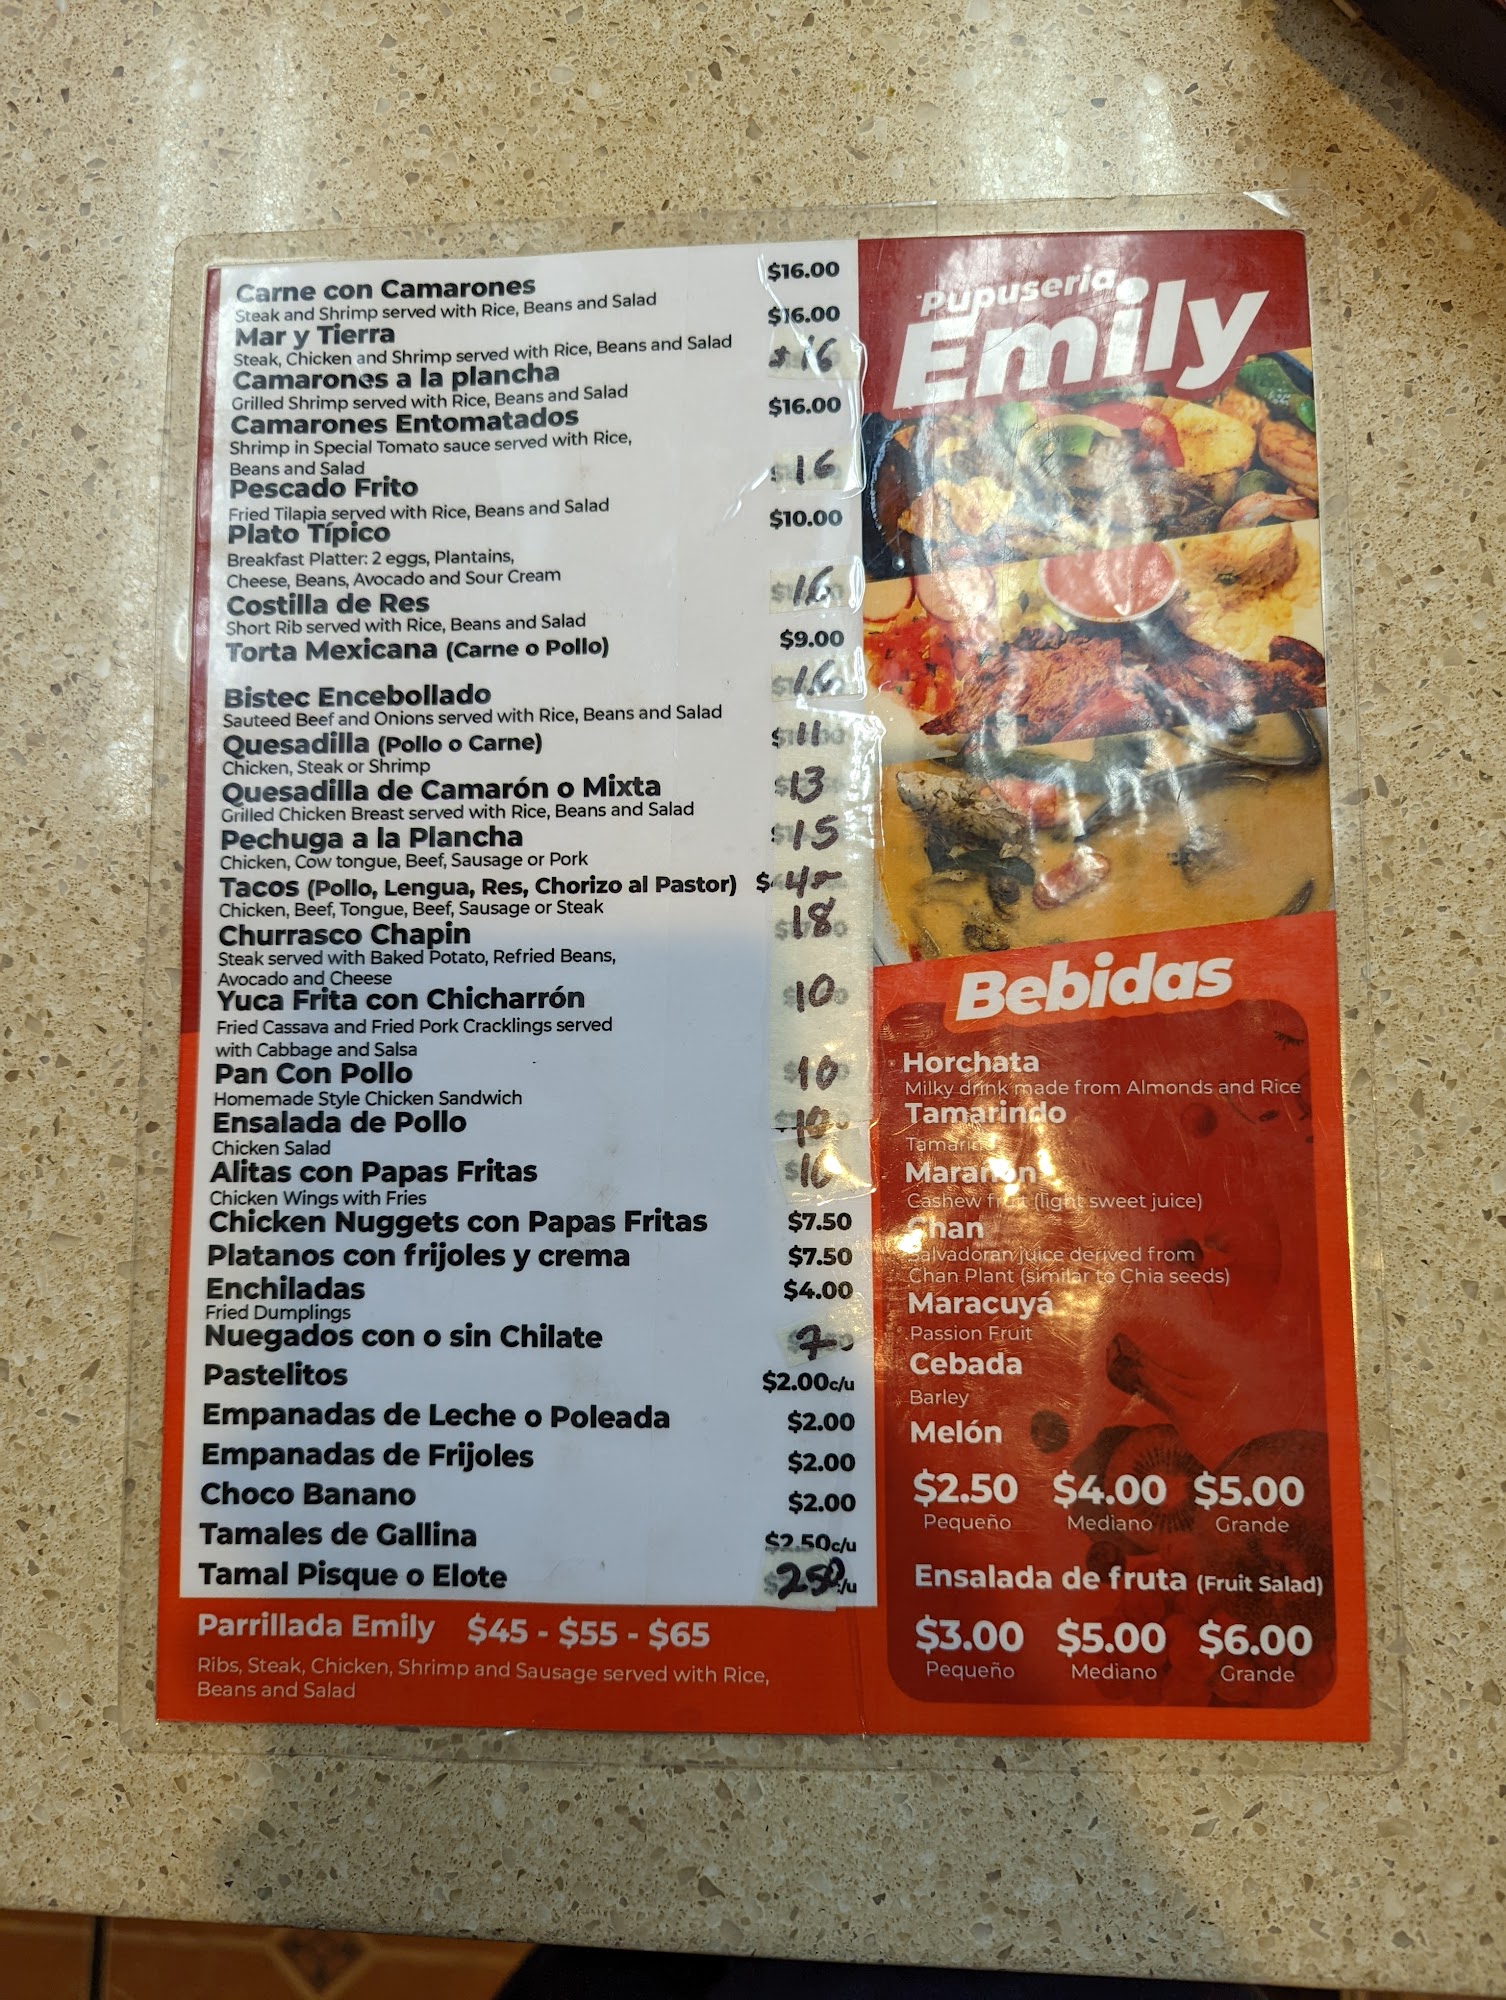 Carne con Camarones $16.00
Steak and Shrimp served with Rice, Beans and Salad
Mar y Tierra $16.00
Steak, Chicken and Shrimp served with Rice, Beans and Salad
Camarones a la plancha 16
Grilled Shrimp served with Rice, Beans and Salad
Camarones Entomatados $16.00
Shrimp in Special Tomato sauce served with Rice,
Beans and Salad
Pescado Frito 16
Fried Tilapia served with Rice, Beans and Salad
Plato Típico $10.00
Breakfast Platter: 2 eggs, Plantains,
Cheese, Beans, Avocado and Sour Cream
Costilla de Res $16
Short Rib served with Rice, Beans and Salad
Torta Mexicana (Carne o Pollo) $9.00
Bistec Encebollado $16
Sauteed Beef and Onions served with Rice, Beans and Salad
Quesadilla (Pollo o Carne) $11
Chicken, Steak or Shrimp
Quesadilla de Camarón o Mixta $13
Grilled Chicken Breast served with Rice, Beans and Salad
Pechuga a la Plancha $15
Chicken, Cow tongue, Beef, Sausage or Pork
Tacos (Pollo, Lengua, Res, Chorizo al Pastor) $4
Chicken, Beef, Tongue, Beef, Sausage or Steak
Churrasco Chapin $18
Steak served with Baked Potato, Refried Beans,
Avocado and Cheese
Yuca Frita con Chicharrón $10
Fried Cassava and Fried Pork Cracklings served
with Cabbage and Salsa
Pan Con Pollo $10
Homemade Style Chicken Sandwich
Ensalada de Pollo 10
Chicken Salad
Alitas con Papas Fritas $10
Chicken Wings with Fries
Chicken Nuggets con Papas Fritas $7.50
Platanos con frijoles y crema $7.50
Enchiladas $4.00
Fried Dumplings
Nuegados con o sin Chilate 7
Pastelitos $2.00c/u
Empanadas de Leche o Poleada $2.00
Empanadas de Frijoles $2.00
Choco Banano $2.00
Tamales de Gallina $2.50c/u
Tamal Pisque o Elote $250c/u
Parrillada Emily $45 - $55 - $65
Ribs, Steak, Chicken, Shrimp and Sausage served with Rice,
Beans and Salad
Pupuseria
Emily
Bebidas
Horchata
Milky drink made from Almonds and Rice
Tamarindo
Tamarind
Marañon
Cashew fruit (light sweet juice)
Chan
Salvadoran juice derived from
Chan Plant (similar to Chia seeds)
Maracuyá
Passion Fruit
Cebada
Barley
Melón
$2.50 $4.00 $5.00
Pequeño Mediano Grande
Ensalada de fruta (Fruit Salad)
$3.00 $5.00 $6.00
Pequeño Mediano Grande